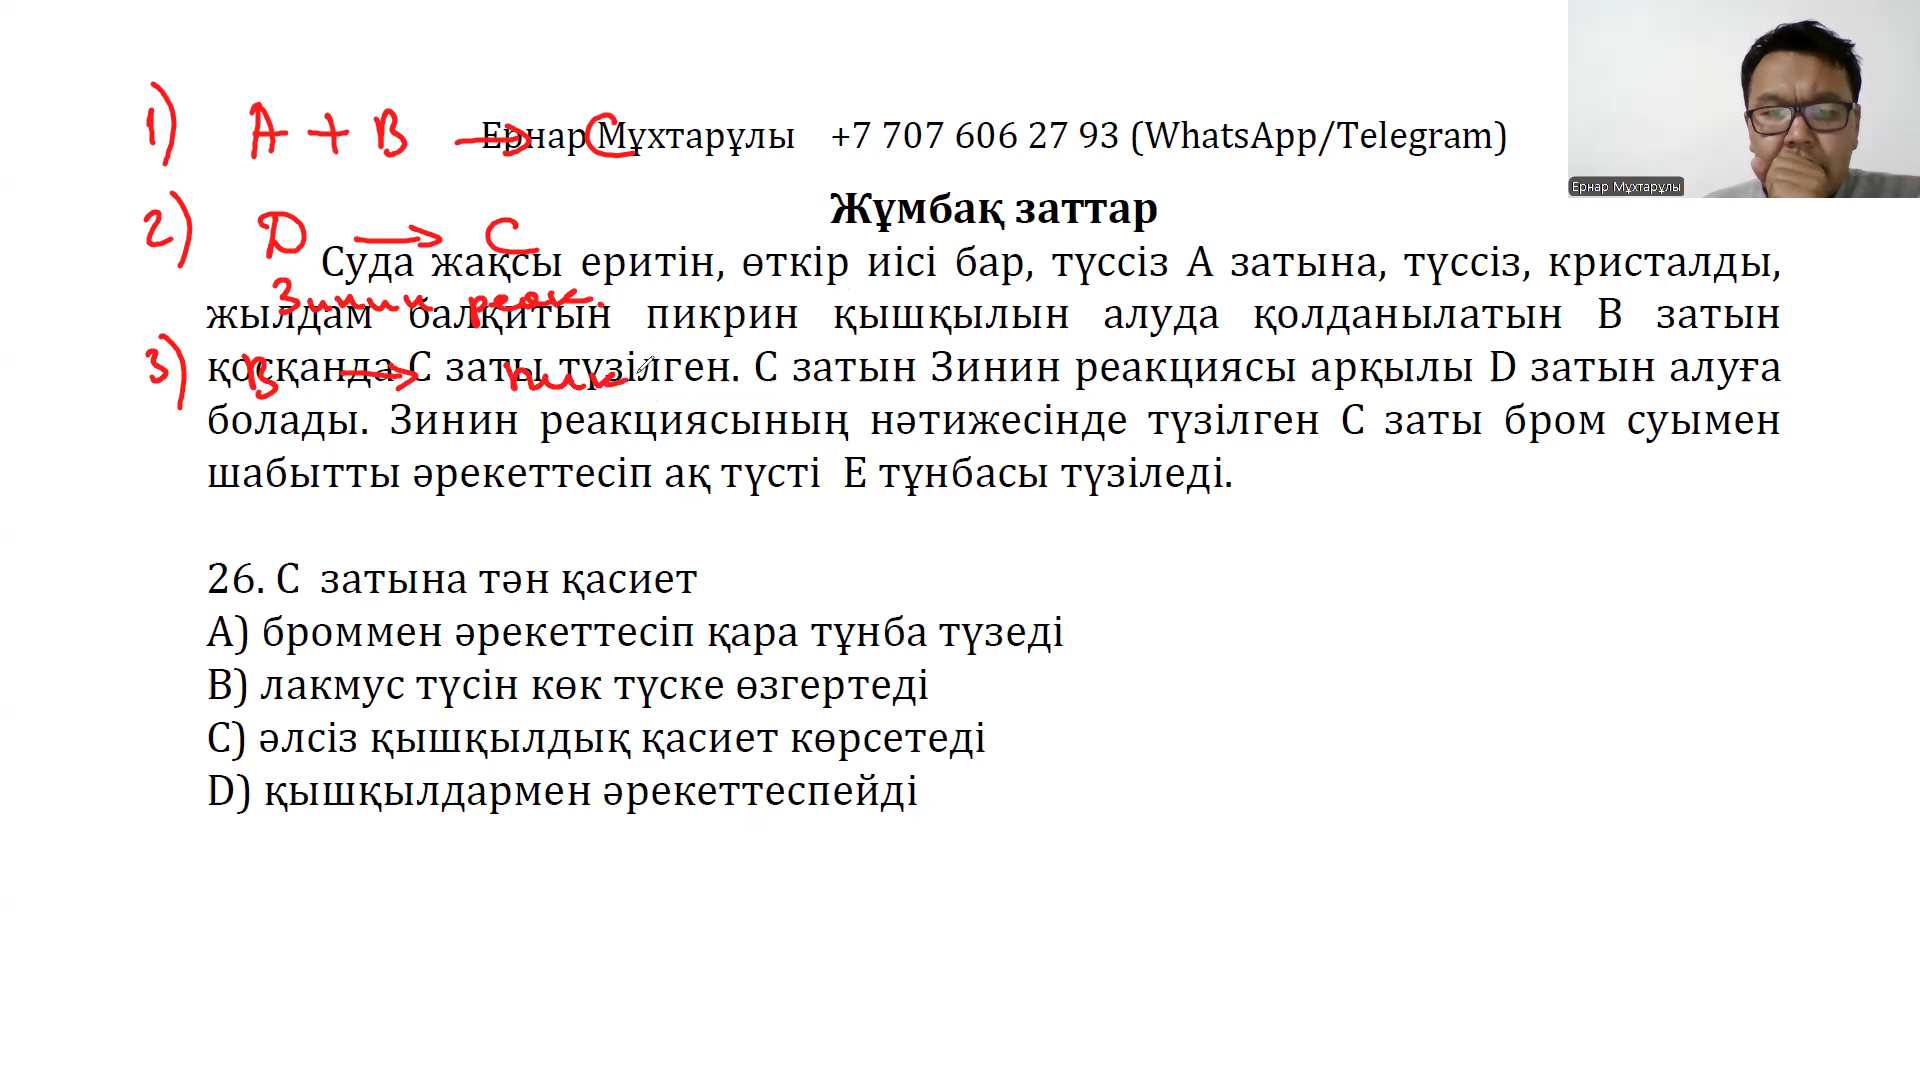 1) A + B → C
Ернар Мұхтарұлы +7 707 606 27 93 (WhatsApp/Telegram)
Ернар Мұхтарұлы
Жұмбақ заттар
2) D → C
Зинин реак.
3) B → пик
Суда жақсы еритін, өткір иісі бар, түссіз А затына, түссіз, кристалды,
жылдам балқитын пикрин қышқылын алуда қолданылатын В затын
қосқанда С заты түзілген. С затын Зинин реакциясы арқылы D затын алуға
болады. Зинин реакциясының нәтижесінде түзілген С заты бром суымен
шабытты әрекеттесіп ақ түсті Е тұнбасы түзіледі.
26. С затына тән қасиет
A) броммен әрекеттесіп қара тұнба түзеді
B) лакмус түсін көк түске өзгертеді
C) әлсіз қышқылдық қасиет көрсетеді
D) қышқылдармен әрекеттеспейді